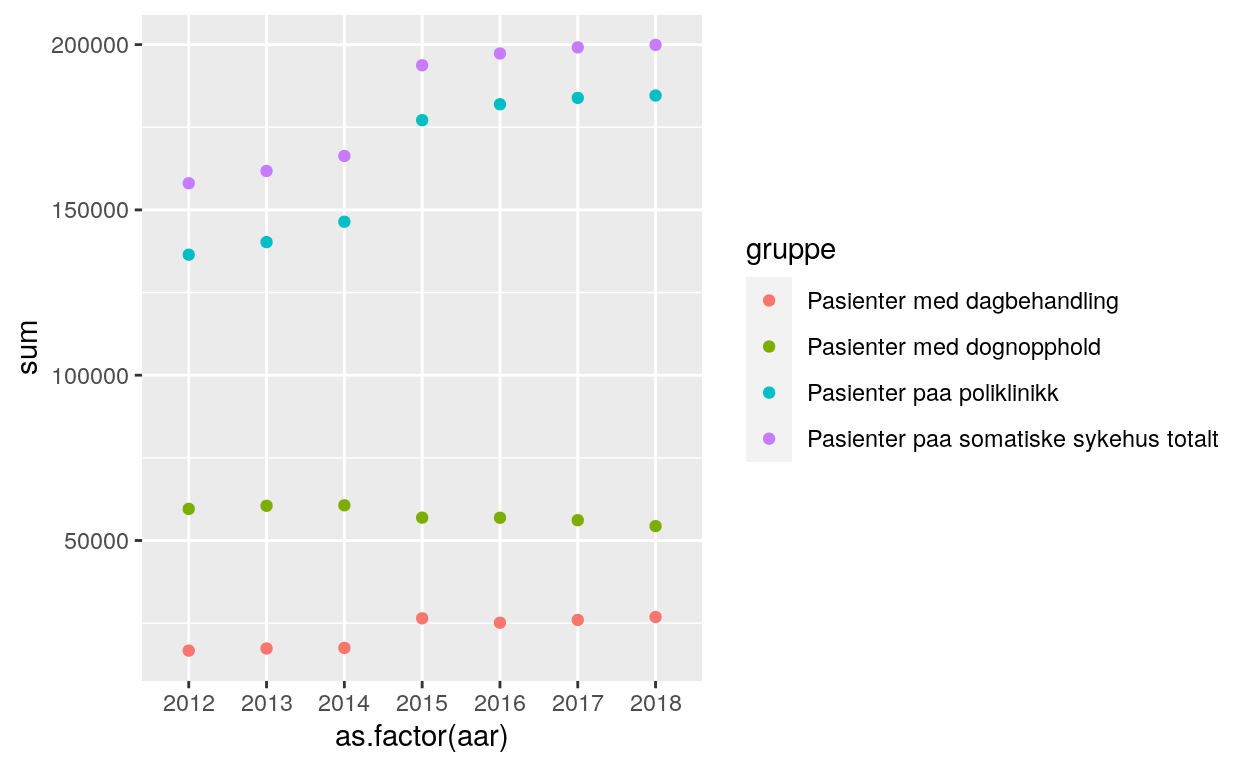 200000
150000
100000
50000
sum
2012 2013 2014 2015 2016 2017 2018
as.factor(aar)
gruppe
Pasienter med dagbehandling
Pasienter med dognopphold
Pasienter paa poliklinikk
Pasienter paa somatiske sykehus totalt